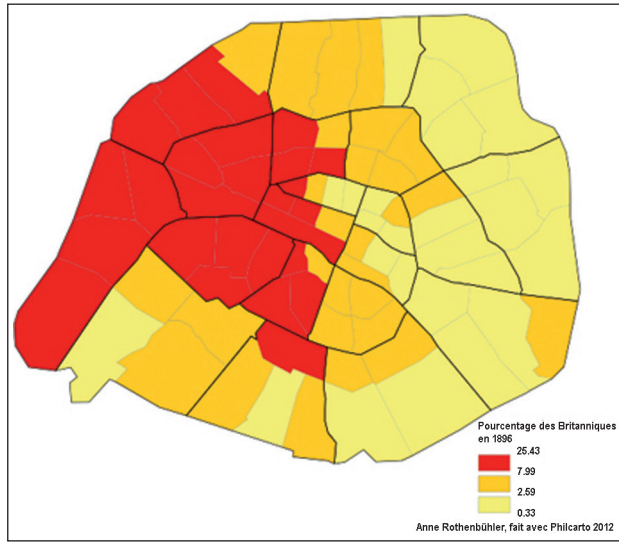 Pourcentage des Britanniques
en 1896
25.43
7.99
2.59
0.33
Anne Rothenbühler, fait avec Philcarto 2012